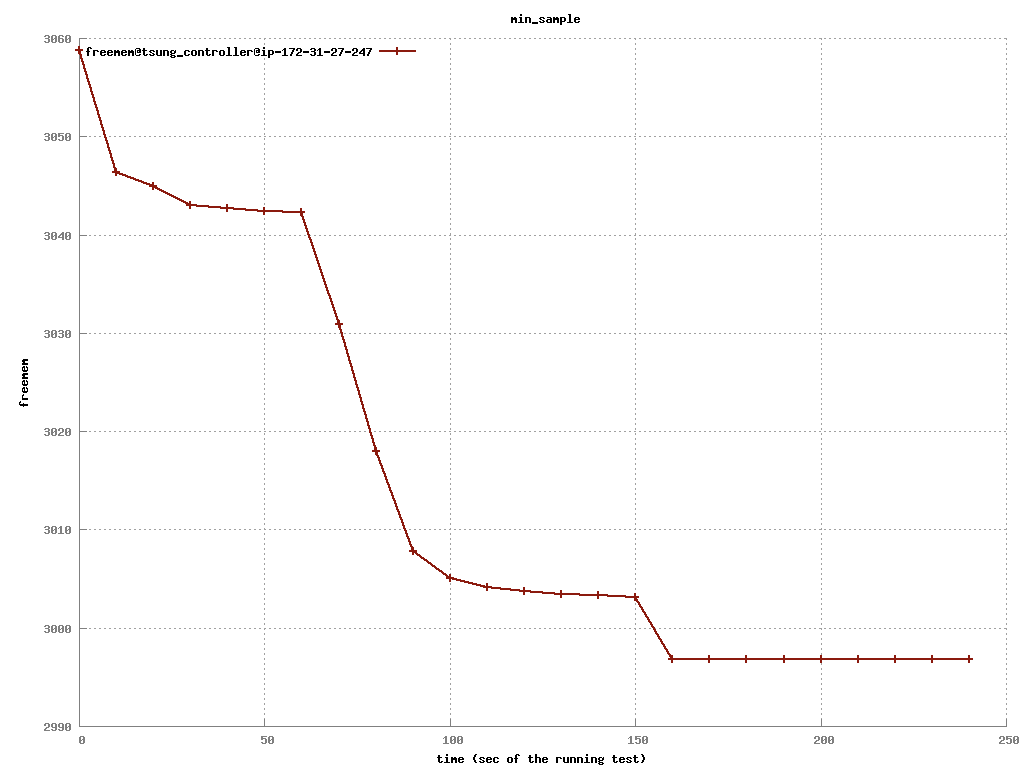 min_sample
freemem@tsung_controller@ip-172-31-27-247
3060
3050
3040
3030
3020
3010
3000
2990
freemem
0 50 100 150 200 250
time (sec of the running test)